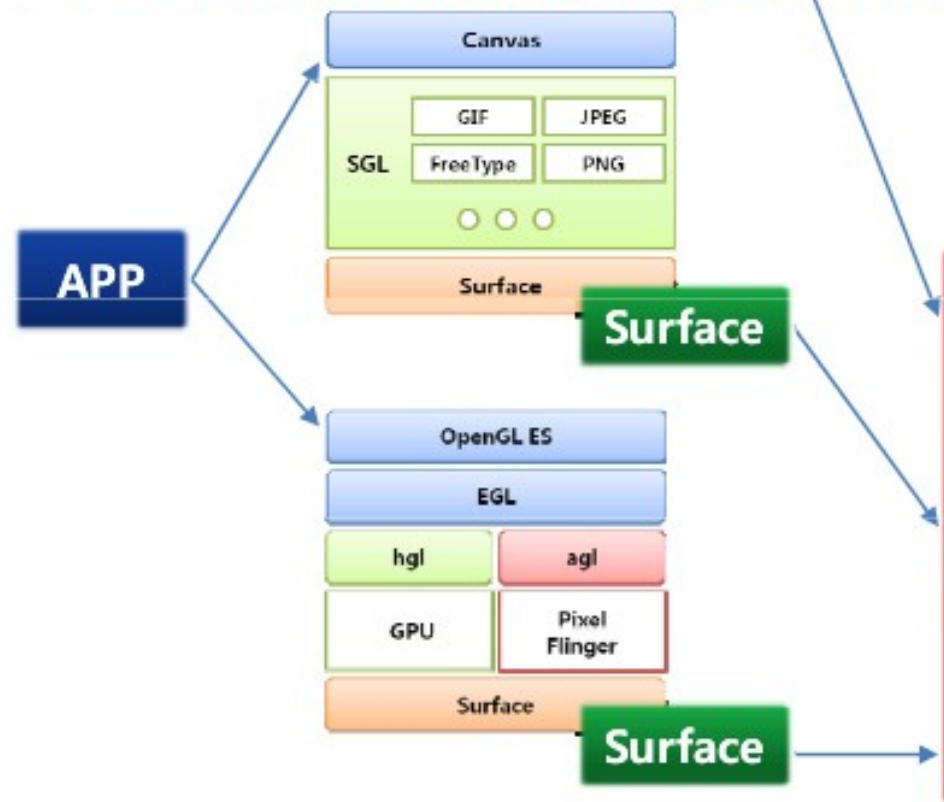 Canvas
GIF
JPEG
SGL
FreeType
PNG
APP
Surface
Surface
OpenGL ES
EGL
hgl
agl
GPU
Pixel
Flinger
Surface
Surface